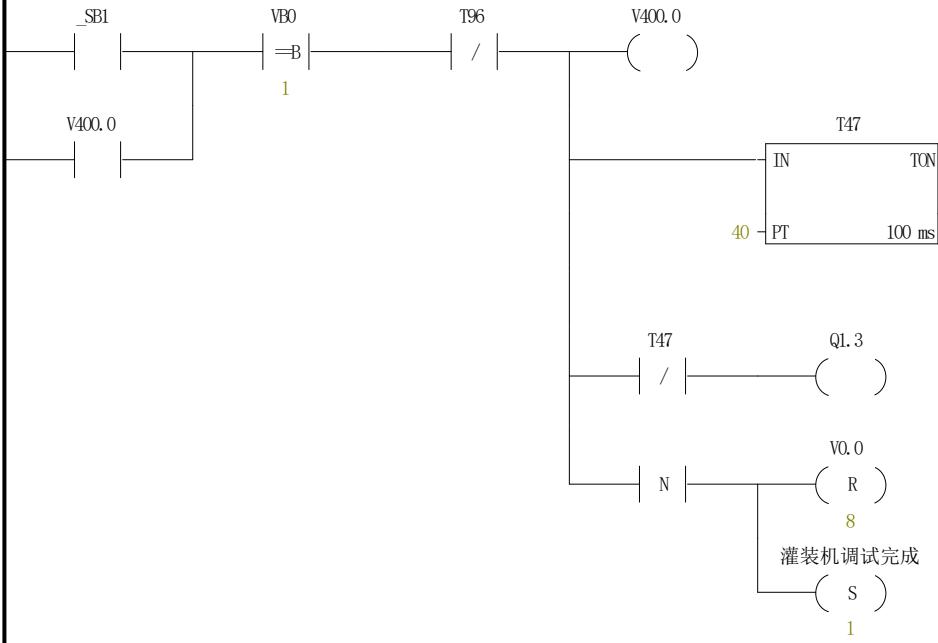 _SB1 VB0 T96 V400.0
==B /
1
V400.0 T47
IN TON
40 PT 100 ms
T47 Q1.3
/
V0.0
N R
8
灌装机调试完成
S
1